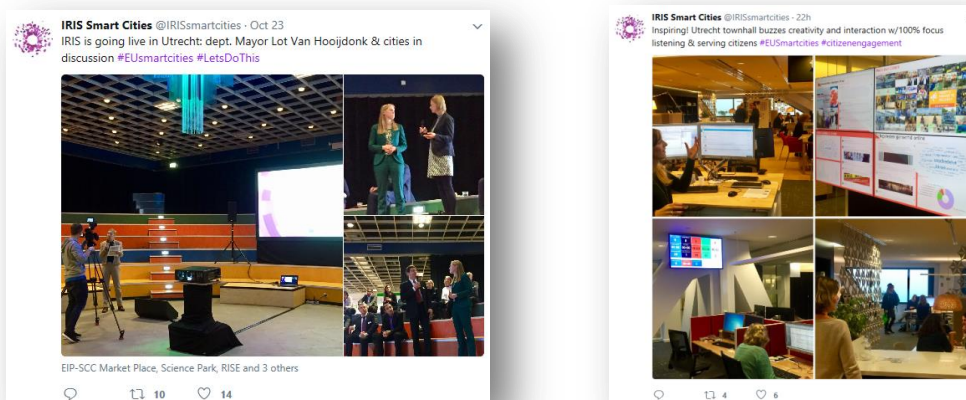 IRIS Smart Cities @IRISsmartcities · Oct 23
IRIS is going live in Utrecht: dept. Mayor Lot Van Hooijdonk & cities in
discussion #EUsmartcities #LetsDoThis
EIP-SCC Market Place, Science Park, RISE and 3 others
10 14
IRIS Smart Cities @IRISsmartcities · 22h
Inspiring! Utrecht townhall buzzes creativity and interaction w/100% focus
listening & serving citizens #EUSmartcities #citizenengagement
4 6